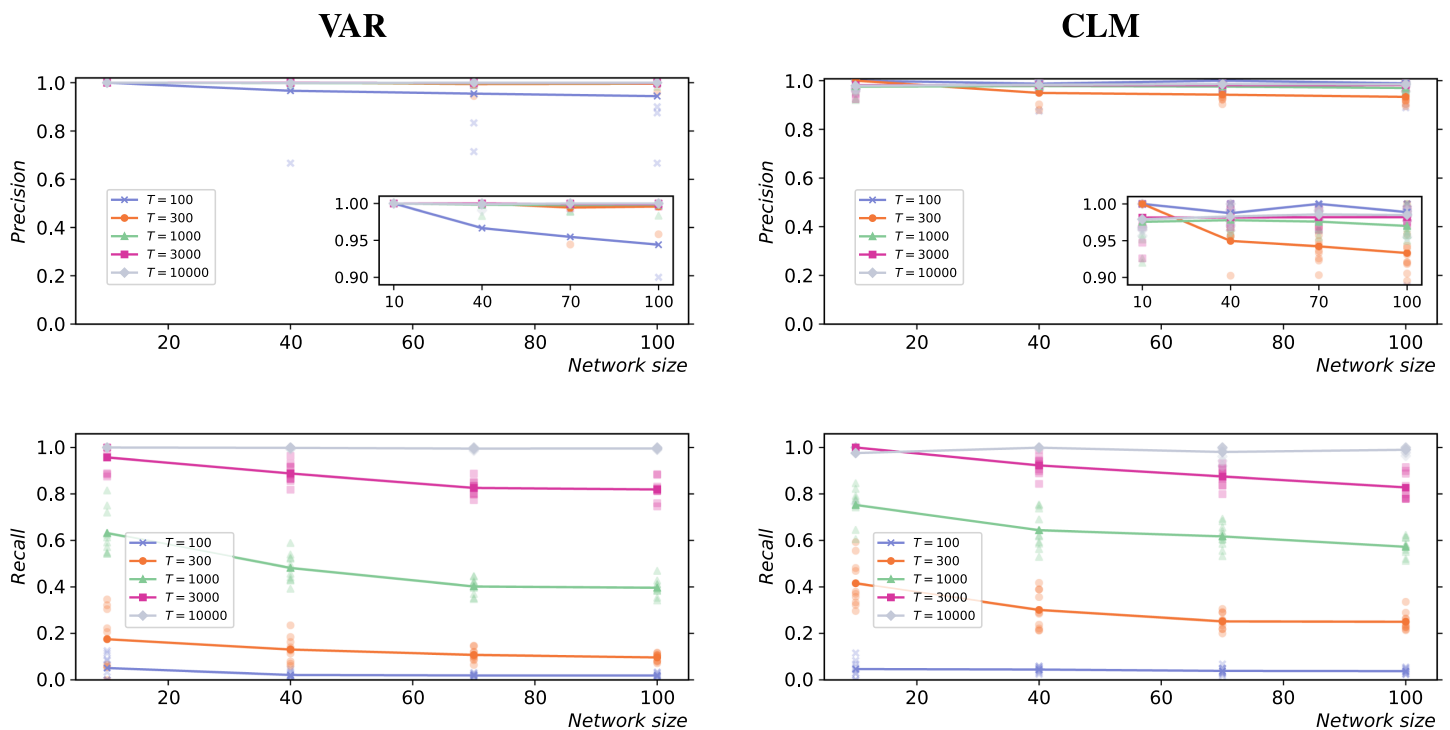 VAR
CLM
Precision
1.0
0.8
0.6
0.4
0.2
0.0
T = 100
T = 300
T = 1000
T = 3000
T = 10000
1.00
0.95
0.90
10 40 70 100
20 40 60 80 100
Network size
Precision
1.0
0.8
0.6
0.4
0.2
0.0
T = 100
T = 300
T = 1000
T = 3000
T = 10000
1.00
0.95
0.90
10 40 70 100
20 40 60 80 100
Network size
Recall
1.0
0.8
0.6
0.4
0.2
0.0
T = 100
T = 300
T = 1000
T = 3000
T = 10000
20 40 60 80 100
Network size
Recall
1.0
0.8
0.6
0.4
0.2
0.0
T = 100
T = 300
T = 1000
T = 3000
T = 10000
20 40 60 80 100
Network size